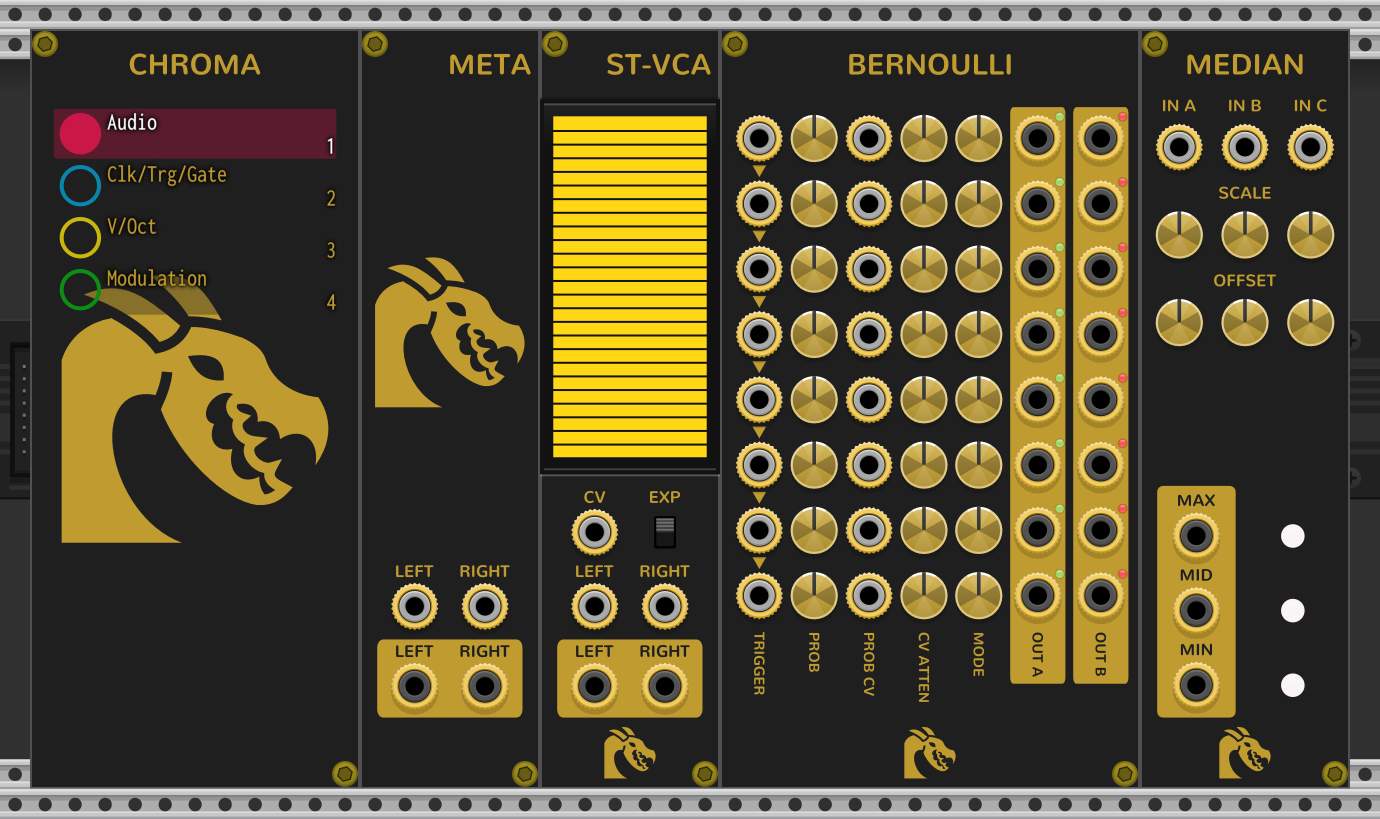 CHROMA
Audio
1
Clk/Trg/Gate
2
V/Oct
3
Modulation
4
META
LEFT RIGHT
LEFT RIGHT
ST-VCA
CV EXP
LEFT RIGHT
LEFT RIGHT
BERNOULLI
TRIGGER
PROB
PROB CV
CV ATTEN
MODE
OUT A
OUT B
MEDIAN
IN A IN B IN C
SCALE
OFFSET
MAX
MID
MIN